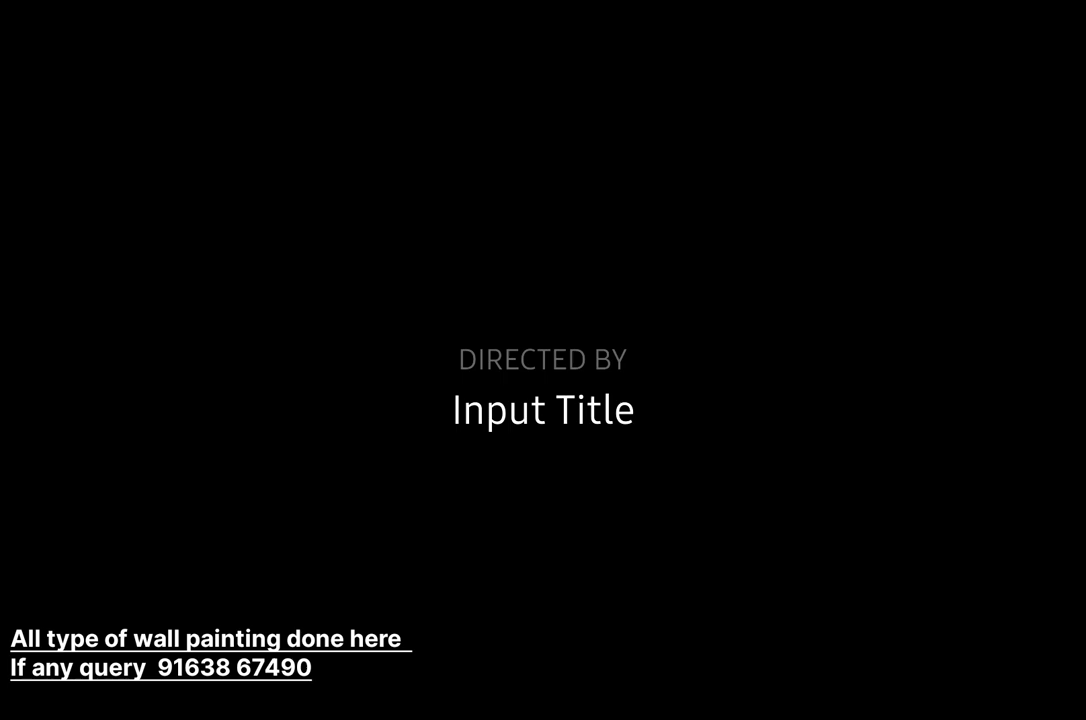 DIRECTED BY
Input Title
All type of wall painting done here
If any query 91638 67490